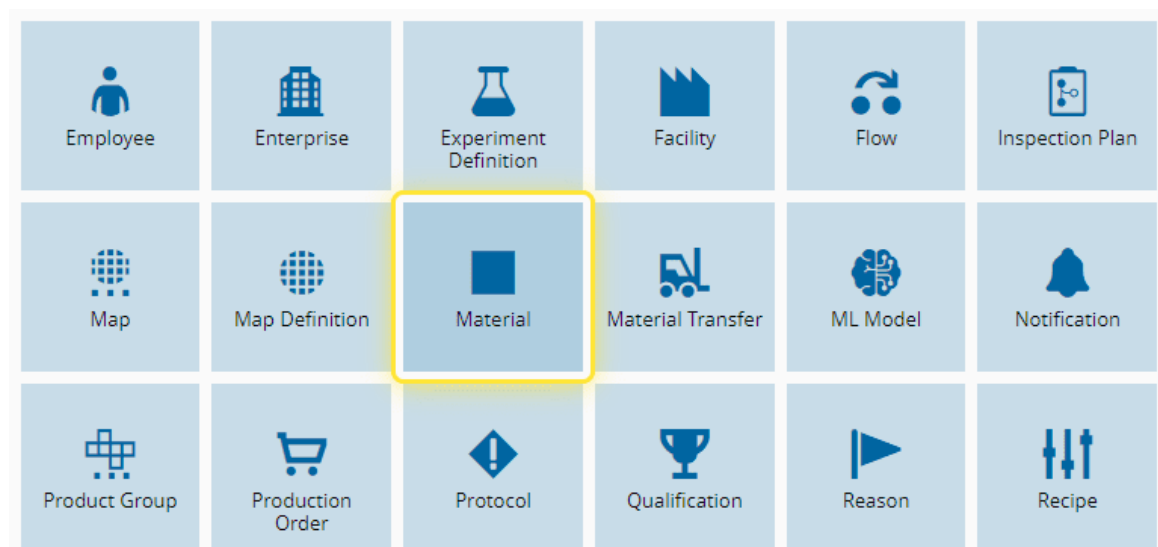 Employee
Enterprise
Experiment
Definition
Facility
Flow
Inspection Plan
Map
Map Definition
Material
Material Transfer
ML Model
Notification
Product Group
Production
Order
Protocol
Qualification
Reason
Recipe